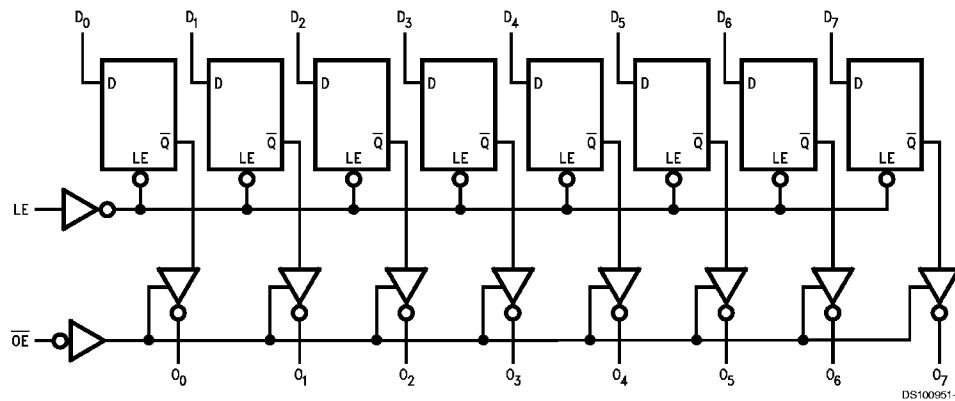 D₀ D₁ D₂ D₃ D₄ D₅ D₆ D₇
D D D D D D D D
Q̅ Q̅ Q̅ Q̅ Q̅ Q̅ Q̅ Q̅
LE LE LE LE LE LE LE LE
LE
O̅E̅
O₀ O₁ O₂ O₃ O₄ O₅ O₆ O₇
DS100951-